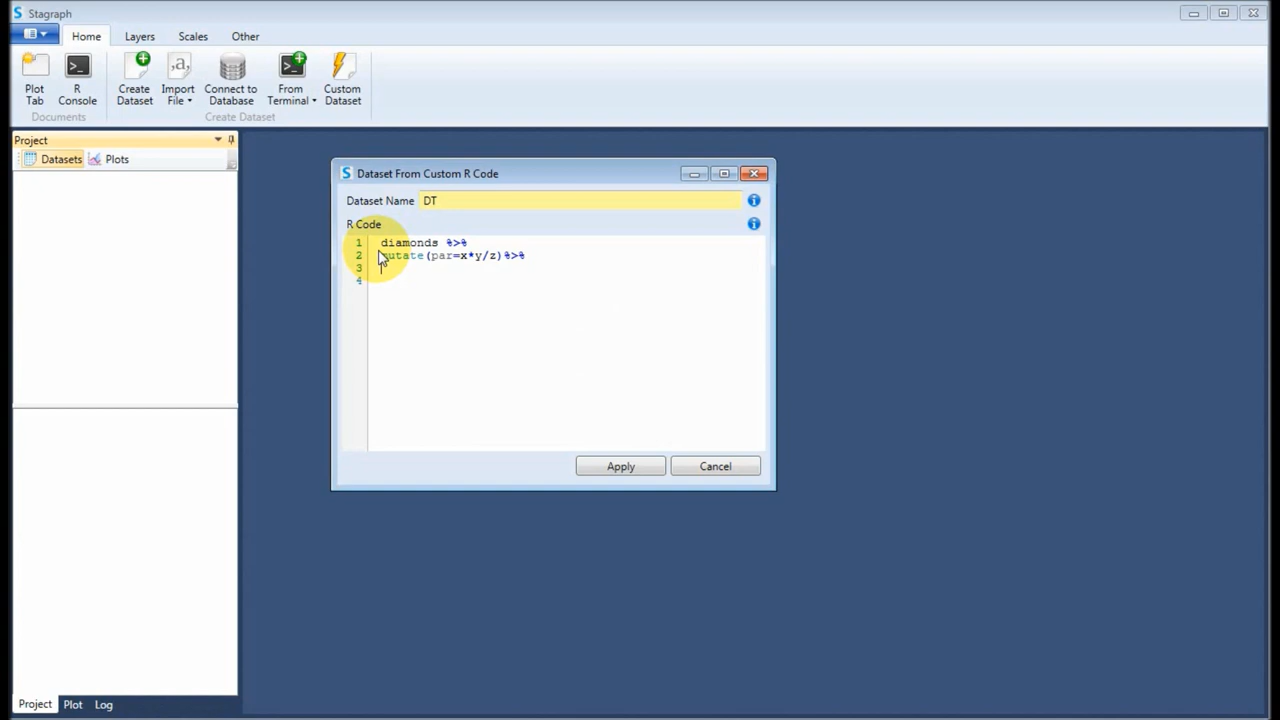 Stagraph
Home Layers Scales Other
Plot Tab
R Console
Create Dataset
Import File
Connect to Database
From Terminal
Custom Dataset
Documents
Create Dataset
Project
Datasets Plots
Dataset From Custom R Code
Dataset Name DT
R Code
1 diamonds %>%
2 mutate(par=x*y/z)%>%
3
4
Apply Cancel
Project Plot Log